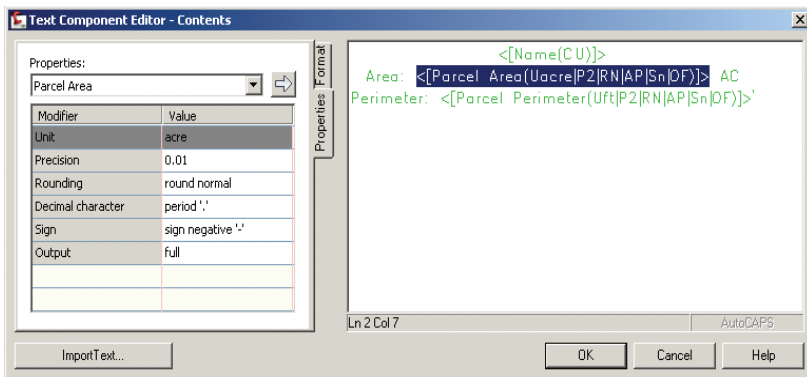 Text Component Editor - Contents
Properties:
Parcel Area
Modifier Value
Unit acre
Precision 0.01
Rounding round normal
Decimal character period '.'
Sign sign negative '-'
Output full
Format
Properties
<[Name(CU)]>
Area: <[Parcel Area(Uacre|P2|RN|AP|Sn|OF)]> AC
Perimeter: <[Parcel Perimeter(Uft|P2|RN|AP|Sn|OF)]>'
Ln 2 Col 7
AutoCAPS
ImportText...
OK
Cancel
Help